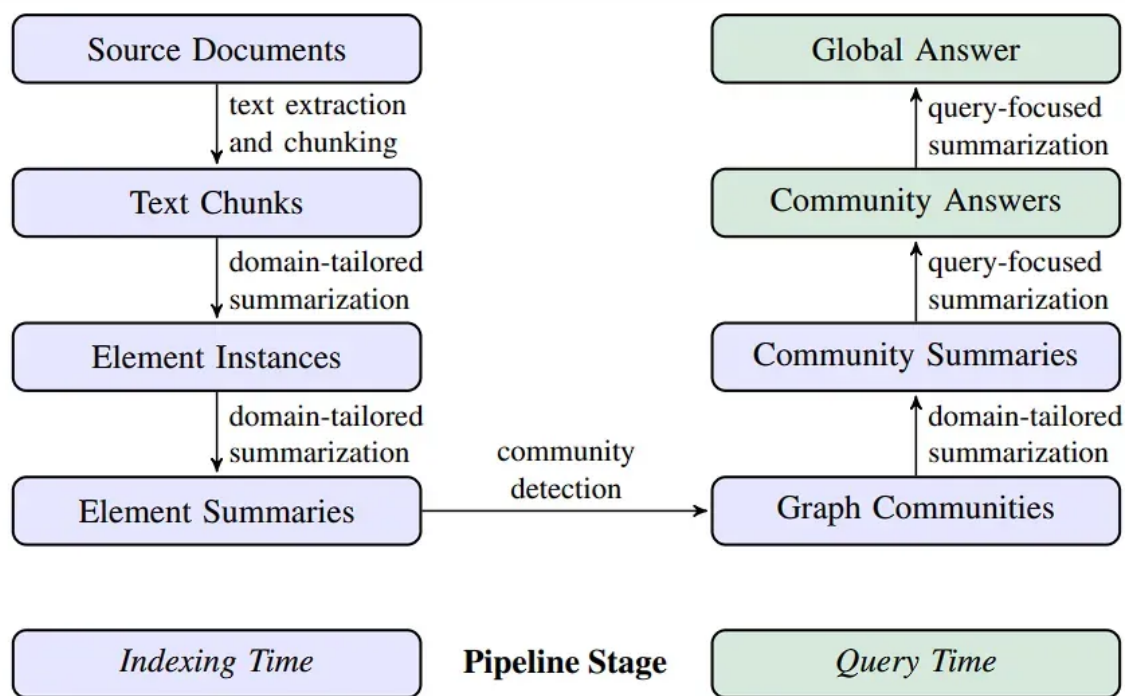 Source Documents
text extraction
and chunking
Text Chunks
domain-tailored
summarization
Element Instances
domain-tailored
summarization
Element Summaries
community
detection
Graph Communities
domain-tailored
summarization
Community Summaries
query-focused
summarization
Community Answers
query-focused
summarization
Global Answer
Indexing Time
Pipeline Stage
Query Time